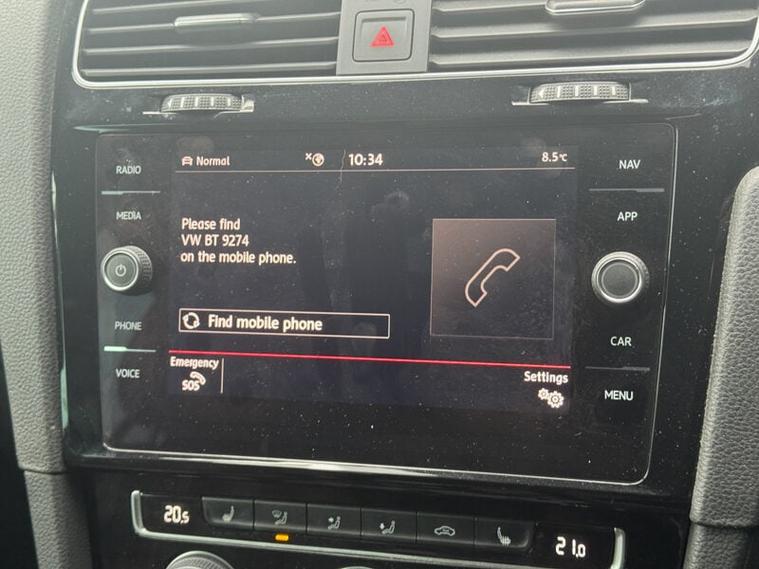 RADIO
MEDIA
PHONE
VOICE
Normal
10:34
8.5°C
Please find
VW BT 9274
on the mobile phone.
Find mobile phone
Emergency
SOS
Settings
NAV
APP
CAR
MENU
20.5
21.0